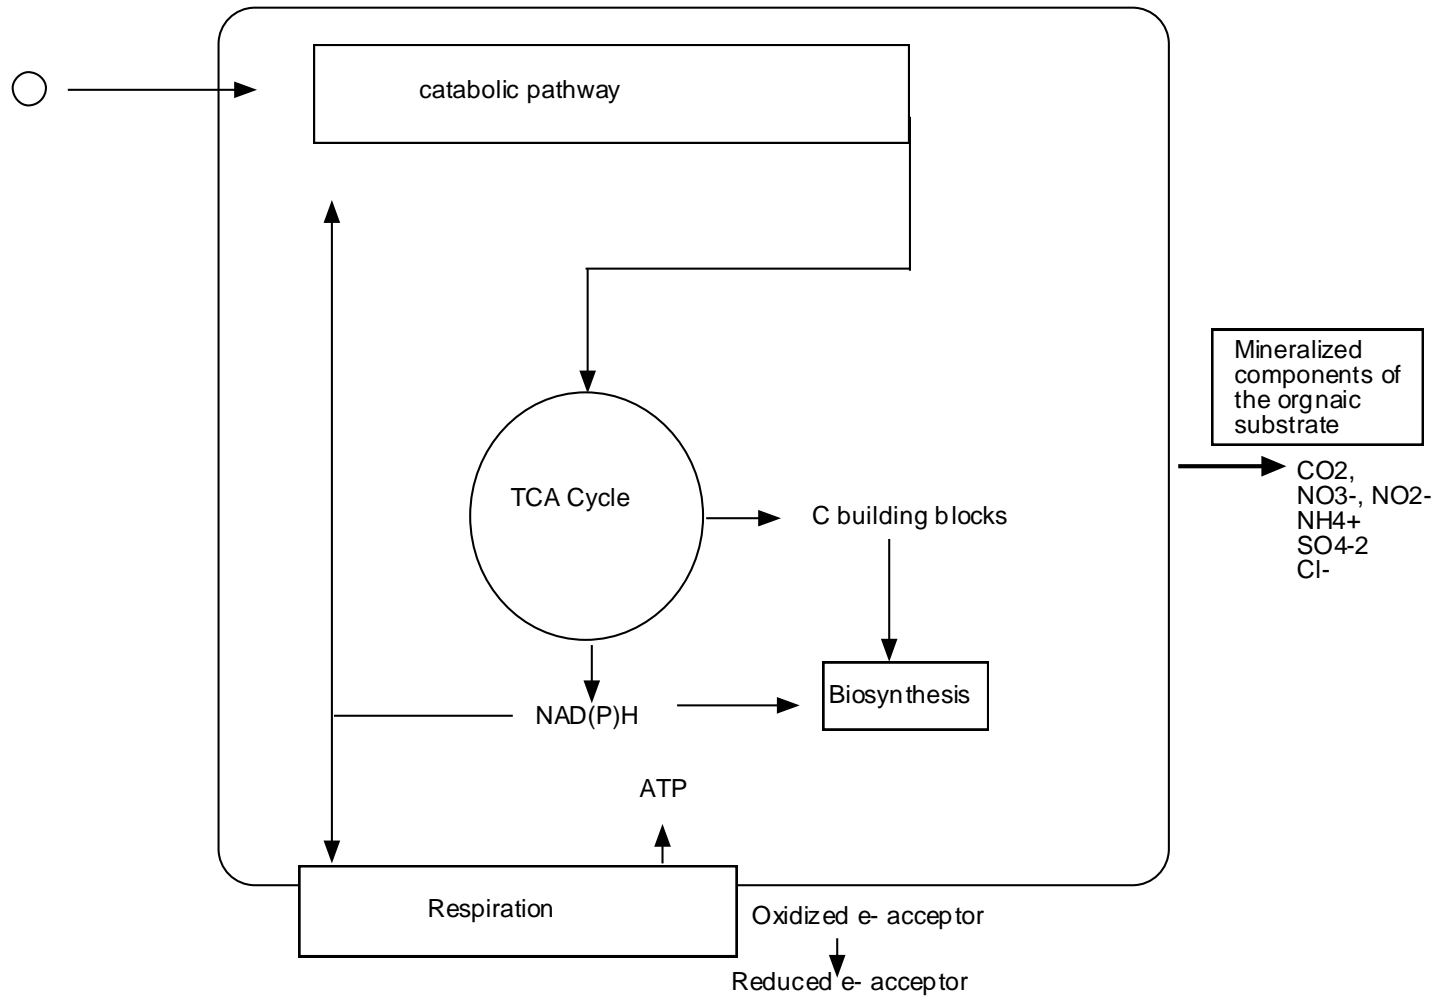 catabolic pathway
Mineralized
components of
the orgnaic
substrate
CO2,
NO3-, NO2-
NH4+
SO4-2
Cl-
TCA Cycle
C building blocks
Biosynthesis
NAD(P)H
ATP
Respiration
Oxidized e- acceptor
Reduced e- acceptor